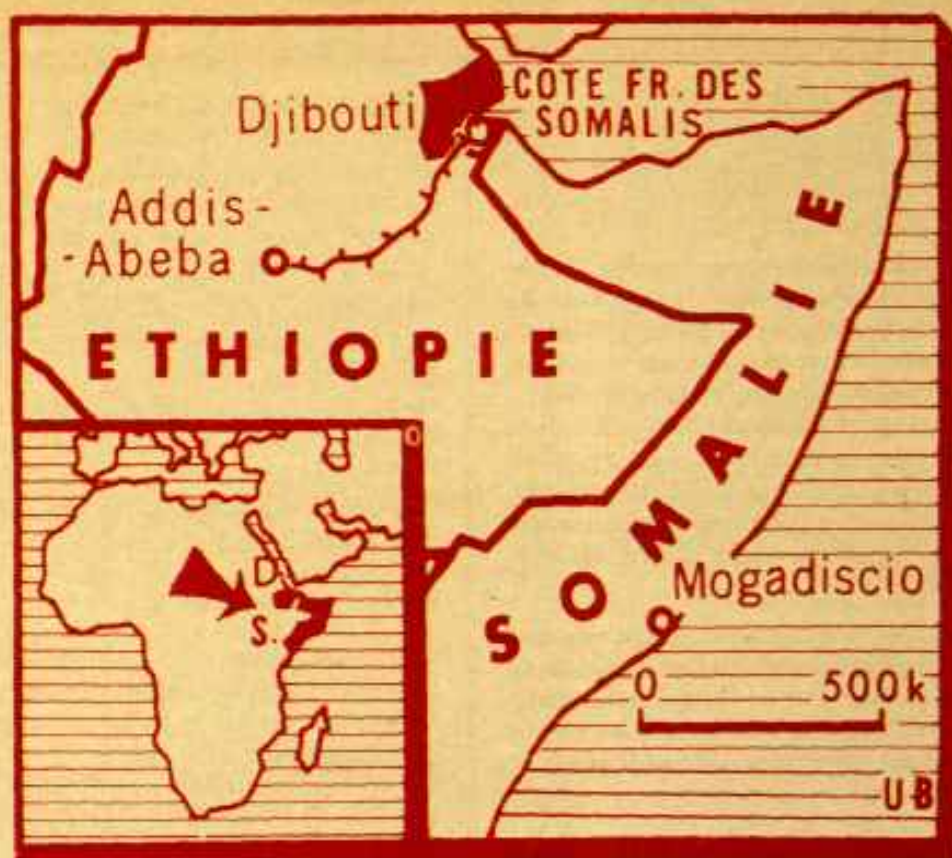 COTE FR. DES
SOMALIS
Djibouti
Addis-
-Abeba
ETHIOPIE
SOMALIE
Mogadiscio
0 500k
D
S.
UB